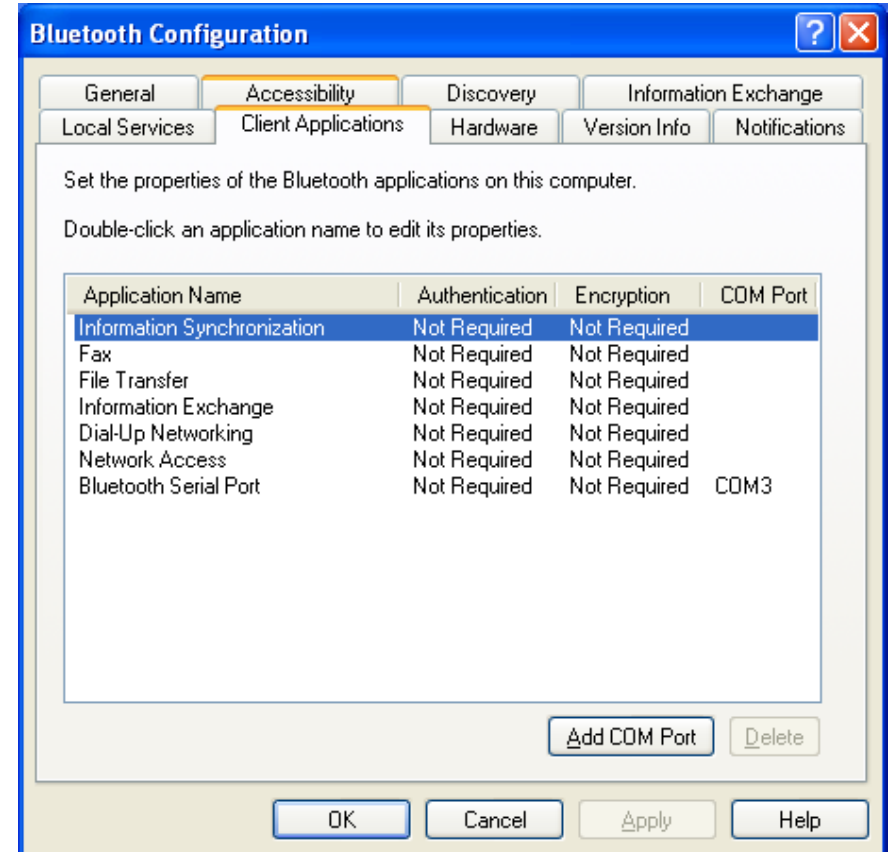 Bluetooth Configuration
General Accessibility Discovery Information Exchange
Local Services Client Applications Hardware Version Info Notifications
Set the properties of the Bluetooth applications on this computer.
Double-click an application name to edit its properties.
Application Name Authentication Encryption COM Port
Information Synchronization Not Required Not Required
Fax Not Required Not Required
File Transfer Not Required Not Required
Information Exchange Not Required Not Required
Dial-Up Networking Not Required Not Required
Network Access Not Required Not Required
Bluetooth Serial Port Not Required Not Required COM3
Add COM Port Delete
OK Cancel Apply Help